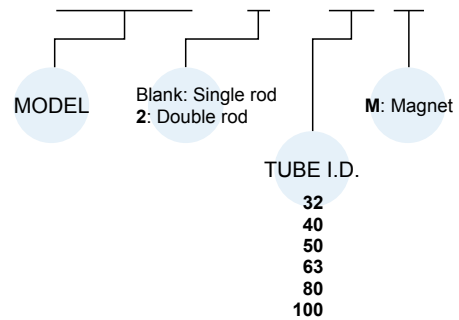 MODEL
Blank: Single rod
2: Double rod
M: Magnet
TUBE I.D.
32
40
50
63
80
100